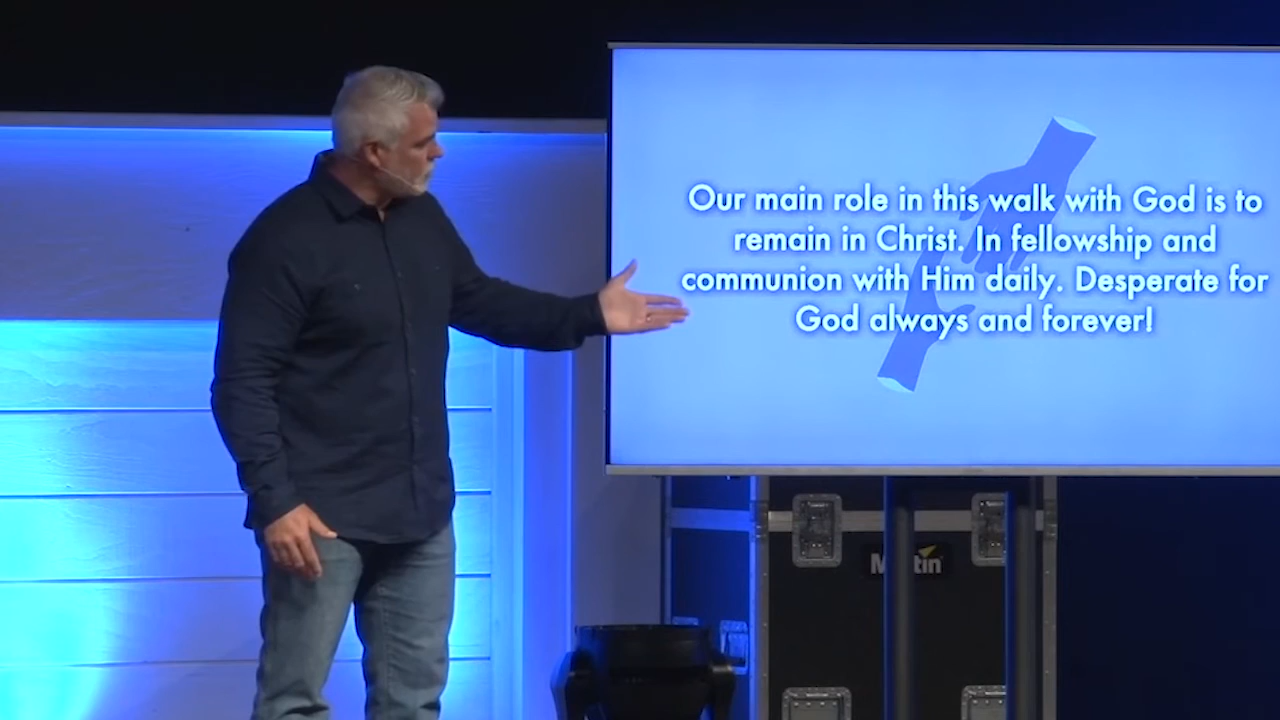 Our main role in this walk with God is to
remain in Christ. In fellowship and
communion with Him daily. Desperate for
God always and forever!
Martin